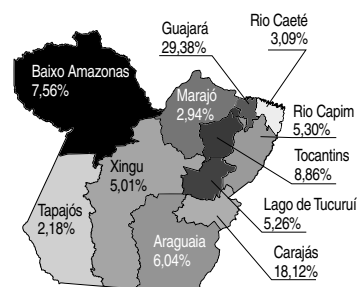 Guajará
29,38%
Rio Caeté
3,09%
Baixo Amazonas
7,56%
Marajó
2,94%
Rio Capim
5,30%
Tocantins
8,86%
Xingu
5,01%
Lago de Tucuruí
5,26%
Tapajós
2,18%
Araguaia
6,04%
Carajás
18,12%